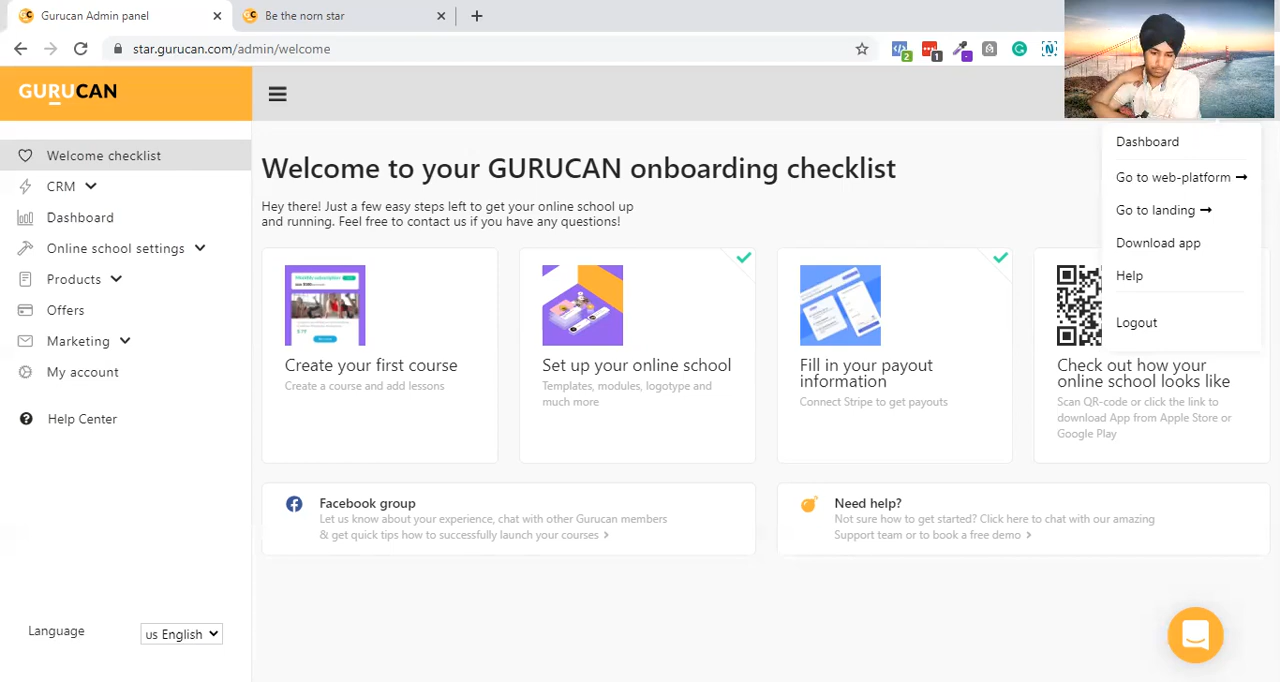 Gurucan Admin panel
Be the norn star
star.gurucan.com/admin/welcome
2
1
GURUCAN
Welcome checklist
CRM
Dashboard
Online school settings
Products
Offers
Marketing
My account
Help Center
Language
us English
Welcome to your GURUCAN onboarding checklist
Hey there! Just a few easy steps left to get your online school up
and running. Feel free to contact us if you have any questions!
Create your first course
Create a course and add lessons
Set up your online school
Templates, modules, logotype and
much more
Fill in your payout
information
Connect Stripe to get payouts
Check out how your
online school looks like
Scan QR-code or click the link to
download App from Apple Store or
Google Play
Facebook group
Let us know about your experience, chat with other Gurucan members
& get quick tips how to successfully launch your courses >
Need help?
Not sure how to get started? Click here to chat with our amazing
Support team or to book a free demo >
Dashboard
Go to web-platform →
Go to landing →
Download app
Help
Logout